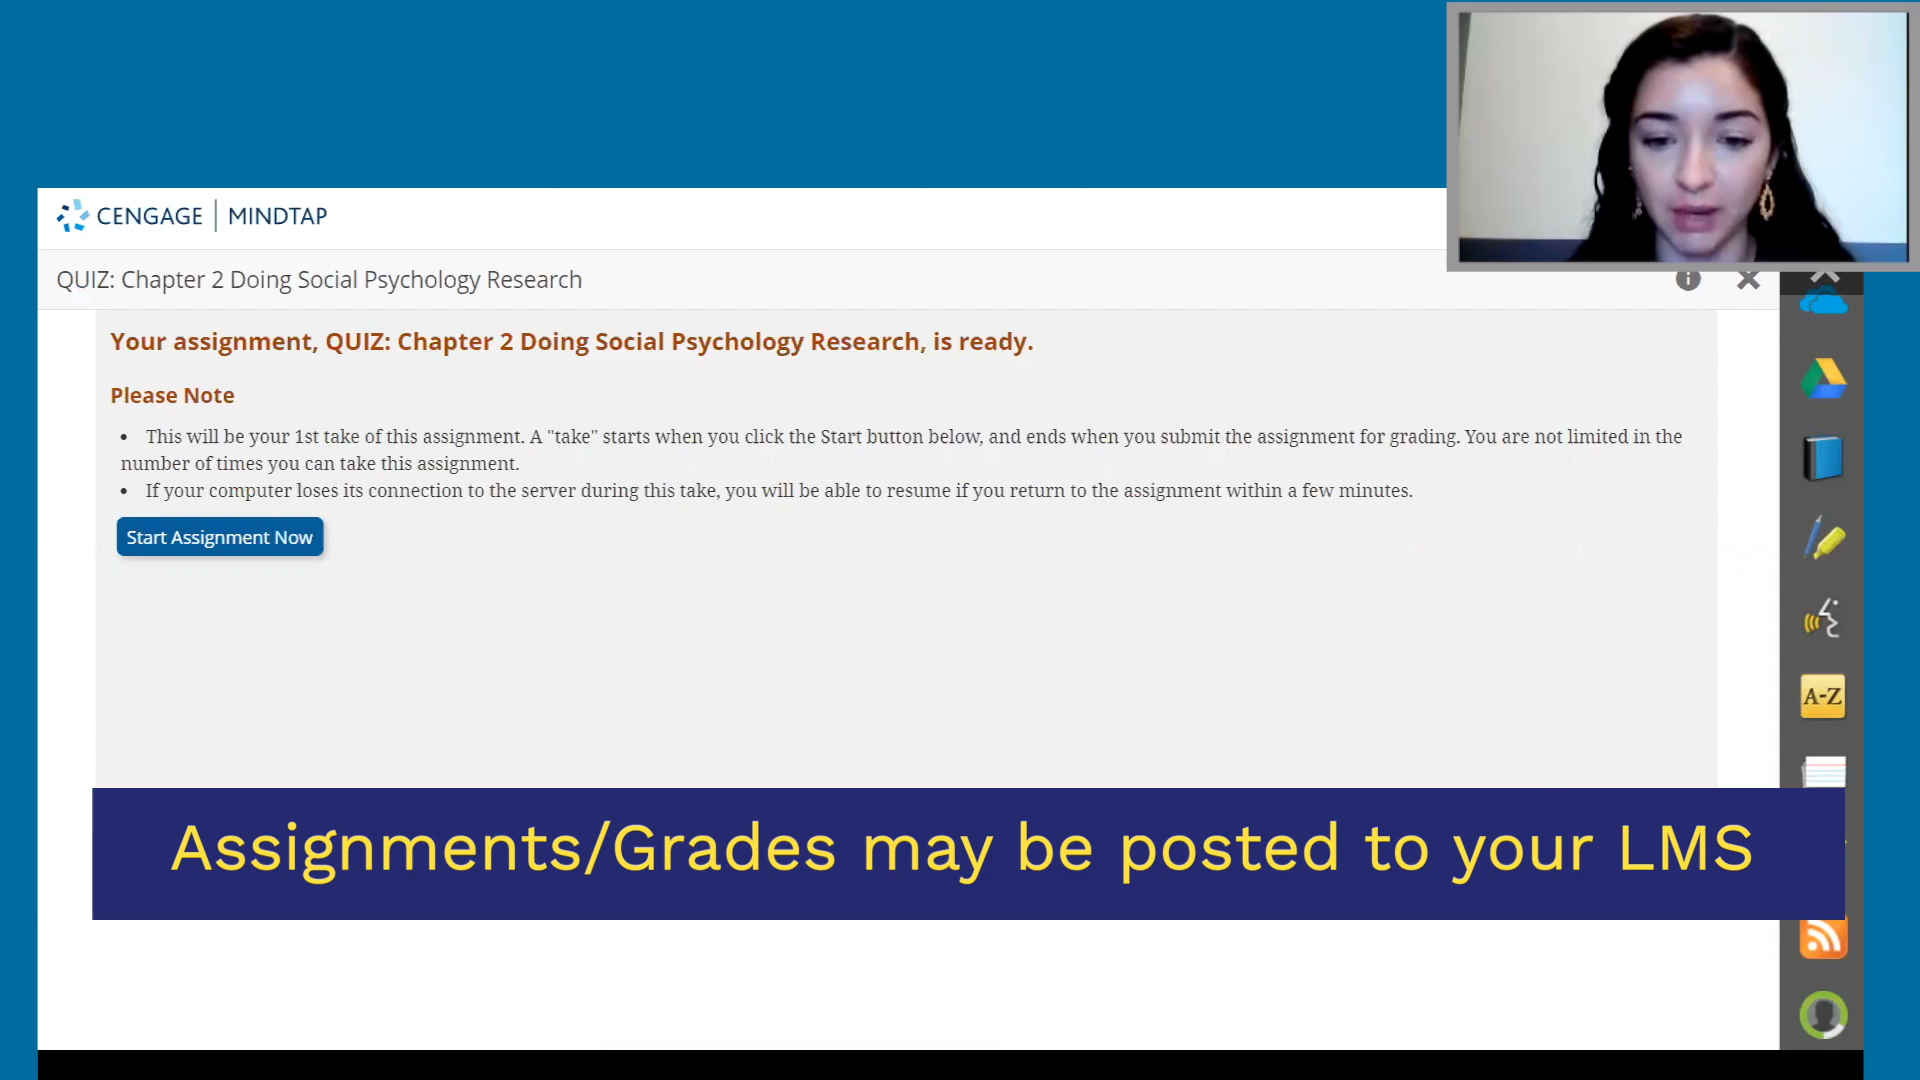 CENGAGE | MINDTAP
QUIZ: Chapter 2 Doing Social Psychology Research
Your assignment, QUIZ: Chapter 2 Doing Social Psychology Research, is ready.
Please Note
• This will be your 1st take of this assignment. A "take" starts when you click the Start button below, and ends when you submit the assignment for grading. You are not limited in the
number of times you can take this assignment.
• If your computer loses its connection to the server during this take, you will be able to resume if you return to the assignment within a few minutes.
Start Assignment Now
A-Z
Assignments/Grades may be posted to your LMS